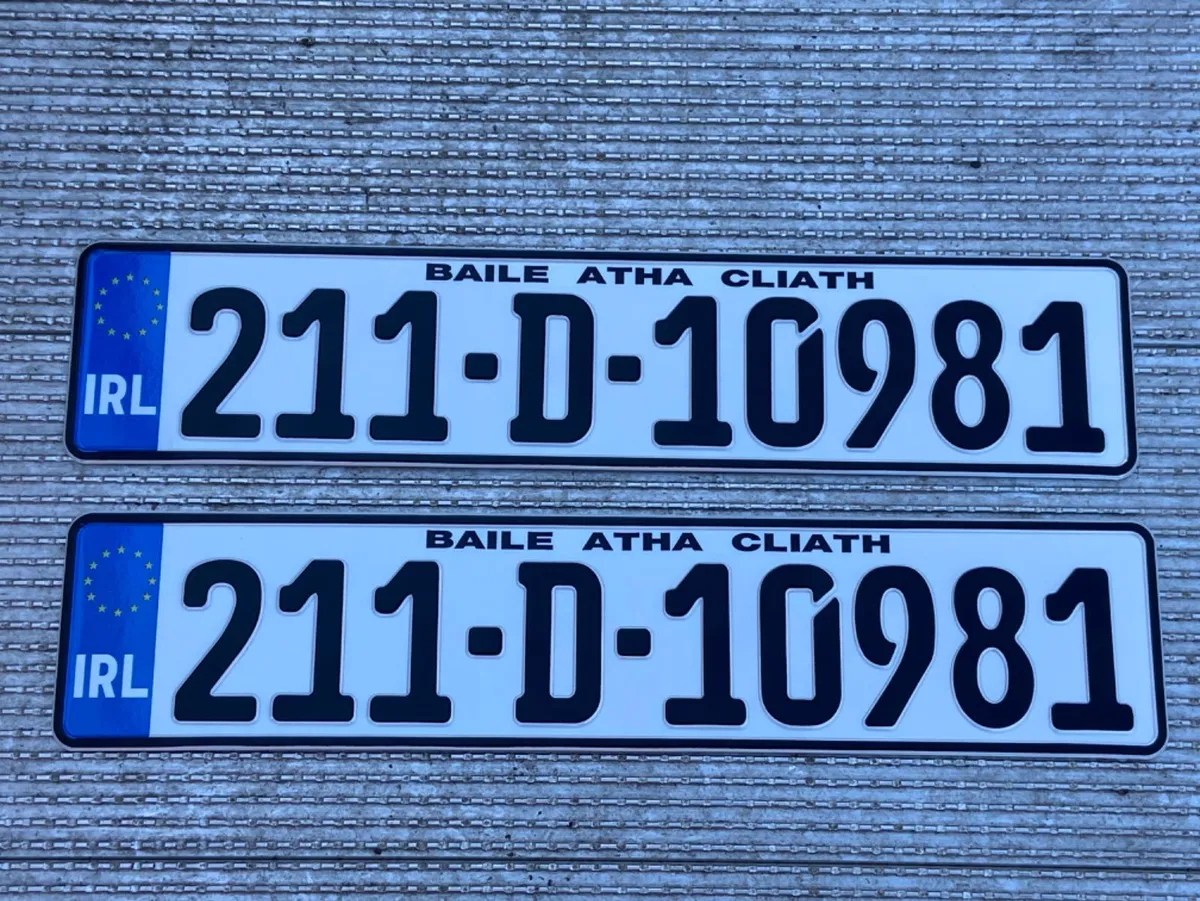 BAILE ATHA CLIATH
IRL 211-D-10981
BAILE ATHA CLIATH
IRL 211-D-10981